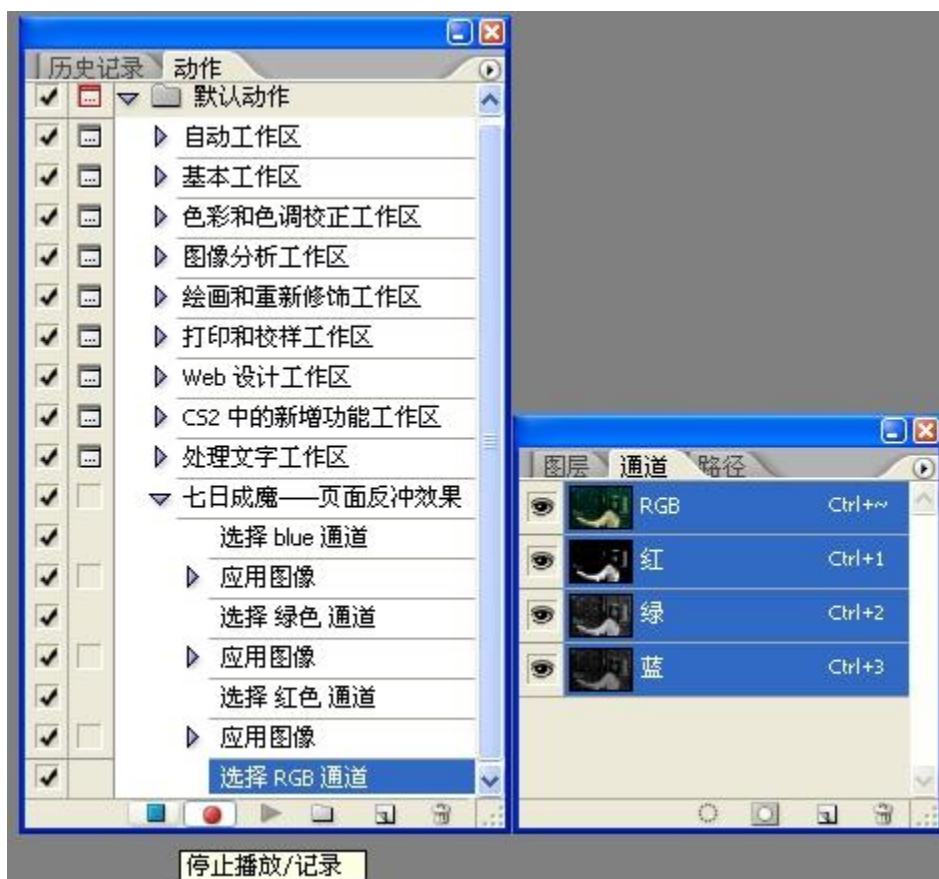 历史记录 动作
默认动作
自动工作区
基本工作区
色彩和色调校正工作区
图像分析工作区
绘画和重新修饰工作区
打印和校样工作区
Web 设计工作区
CS2 中的新增功能工作区
处理文字工作区
七日成魔——页面反冲效果
选择 blue 通道
应用图像
选择 绿色 通道
应用图像
选择 红色 通道
应用图像
选择 RGB 通道
停止播放/记录
图层 通道 路径
RGB Ctrl+~
红 Ctrl+1
绿 Ctrl+2
蓝 Ctrl+3